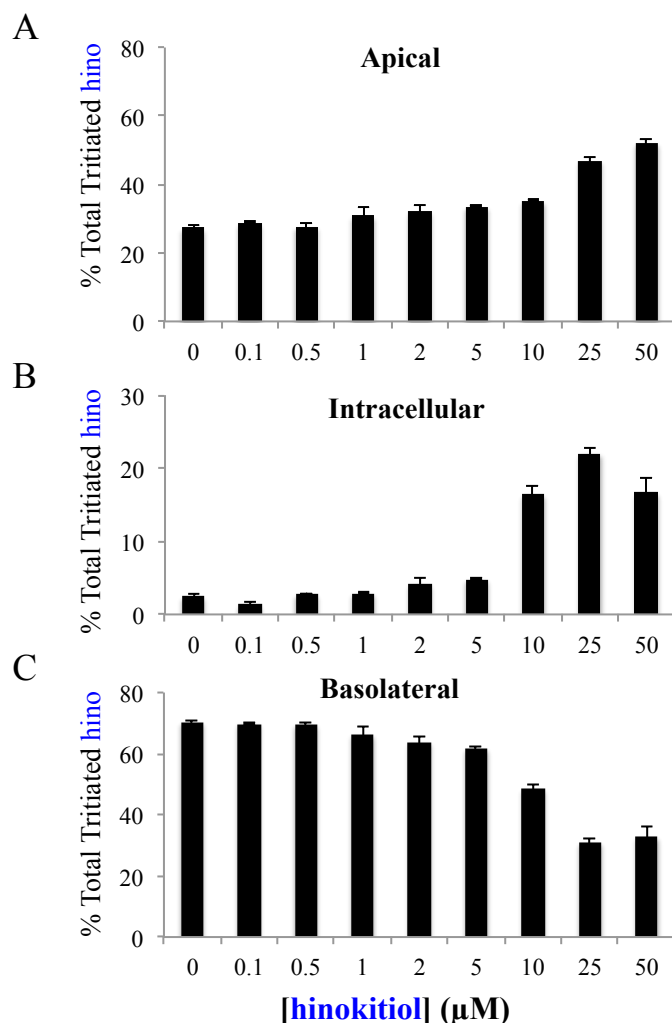 A
Apical
% Total Tritiated hino
80
60
40
20
0
0 0.1 0.5 1 2 5 10 25 50
B
Intracellular
% Total Tritiated hino
30
20
10
0
0 0.1 0.5 1 2 5 10 25 50
C
Basolateral
% Total Tritiated hino
80
60
40
20
0
0 0.1 0.5 1 2 5 10 25 50
[hinokitiol] (µM)